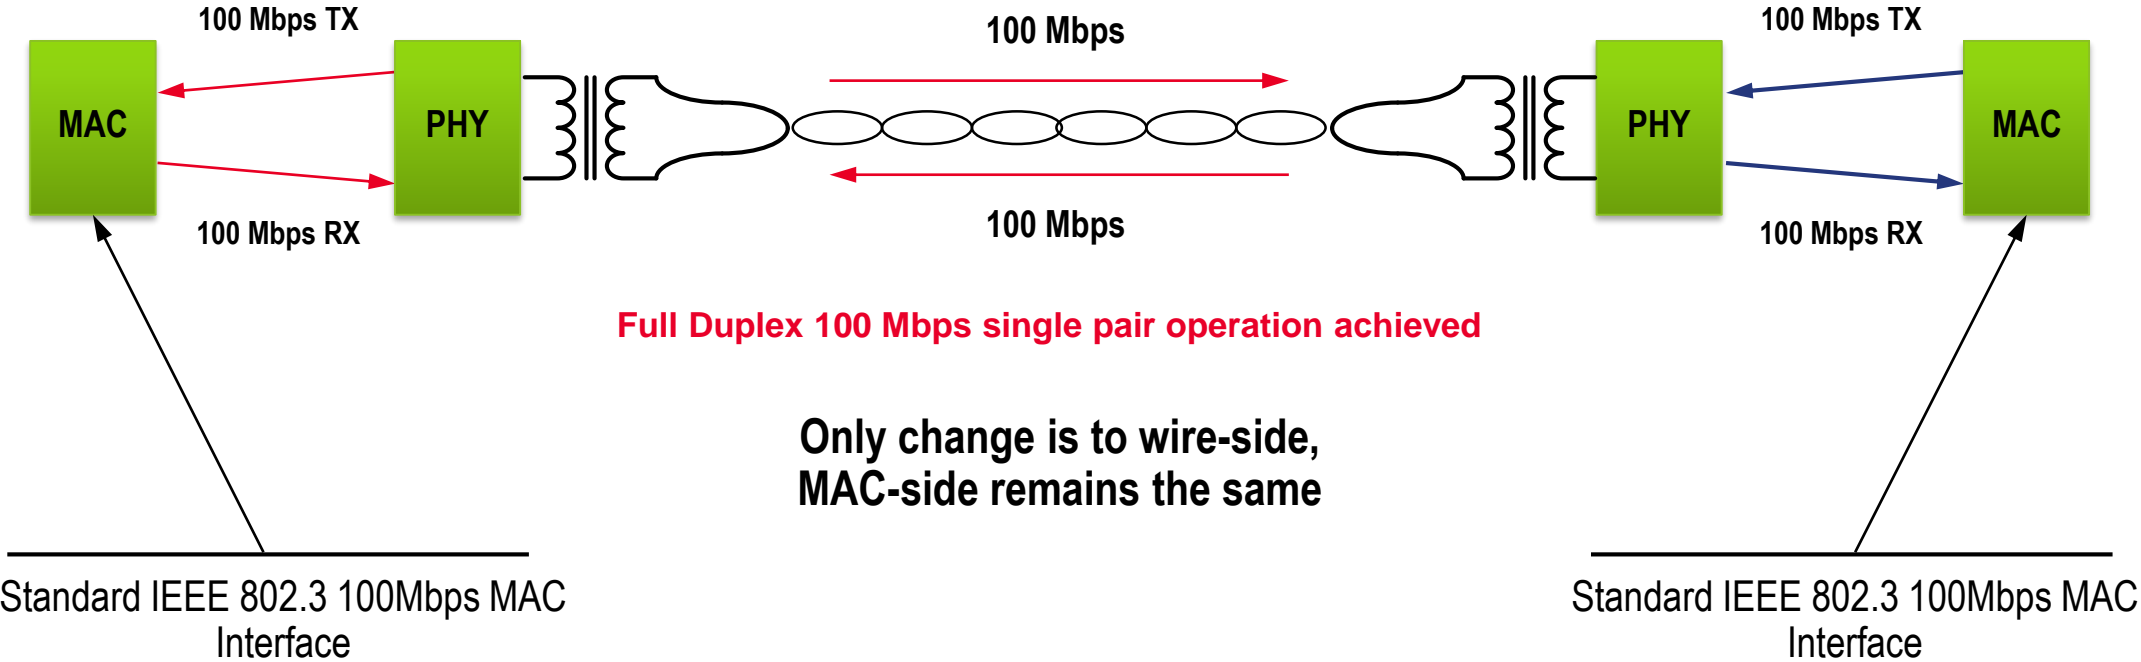 100 Mbps TX
100 Mbps
100 Mbps TX
MAC
PHY
PHY
MAC
100 Mbps RX
100 Mbps
100 Mbps RX
Full Duplex 100 Mbps single pair operation achieved
Only change is to wire-side,
MAC-side remains the same
Standard IEEE 802.3 100Mbps MAC
Interface
Standard IEEE 802.3 100Mbps MAC
Interface